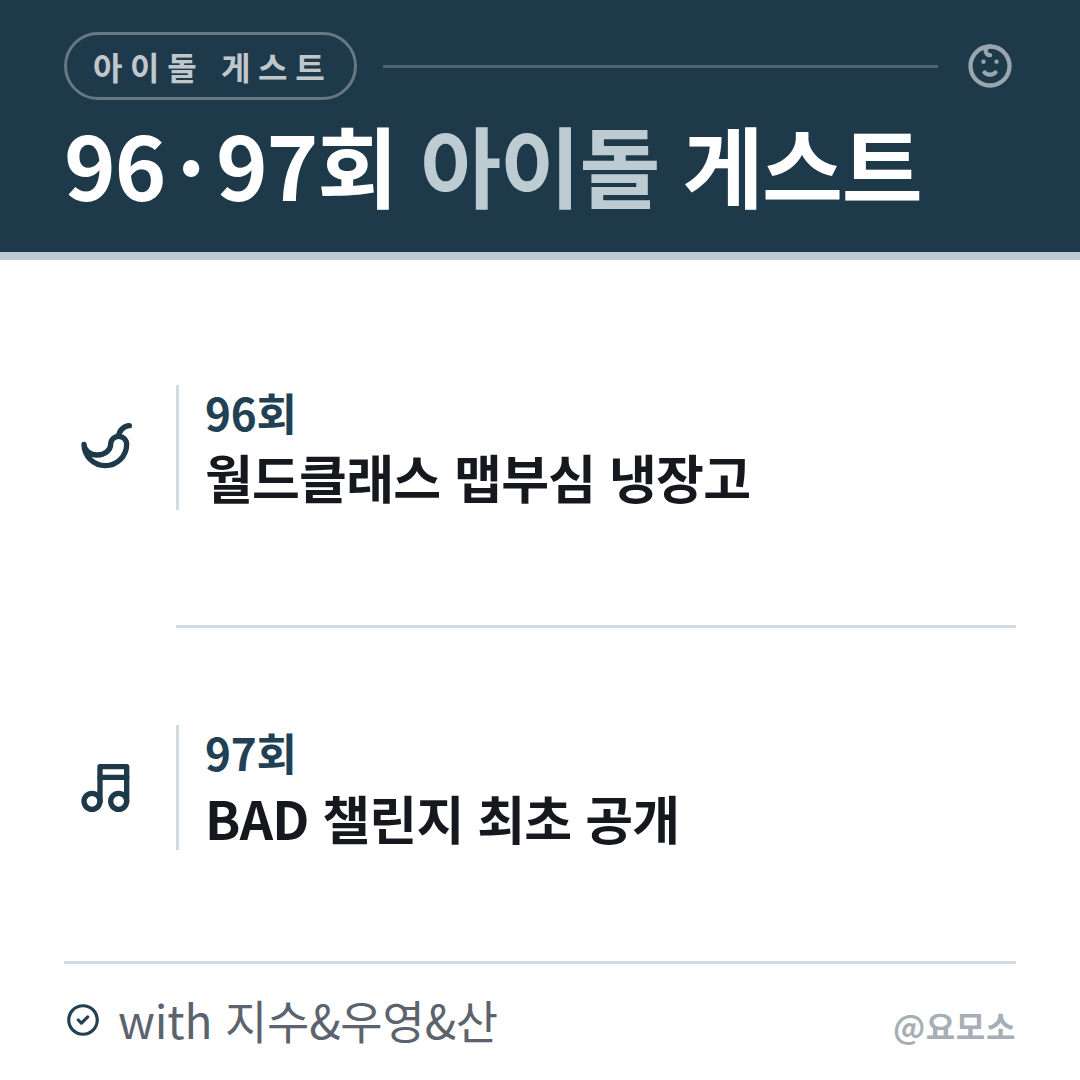 아이돌 게스트
96·97회 아이돌 게스트
96회
월드클래스 맵부심 냉장고
97회
BAD 챌린지 최초 공개
with 지수&우영&산
@요모소